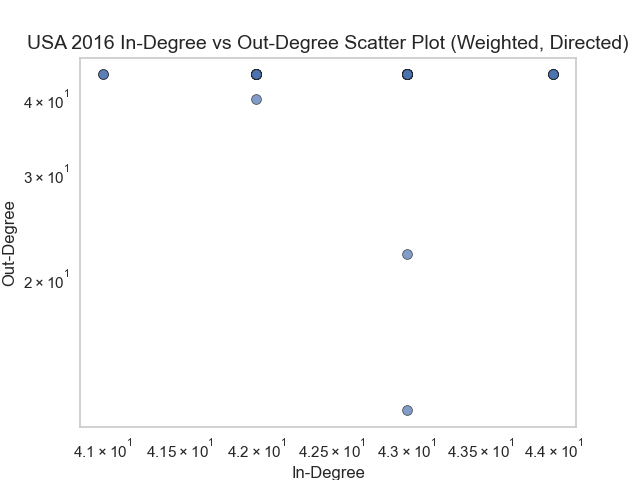 USA 2016 In-Degree vs Out-Degree Scatter Plot (Weighted, Directed)
4 × 10¹
3 × 10¹
2 × 10¹
Out-Degree
4.1 × 10¹ 4.15 × 10¹ 4.2 × 10¹ 4.25 × 10¹ 4.3 × 10¹ 4.35 × 10¹ 4.4 × 10¹
In-Degree